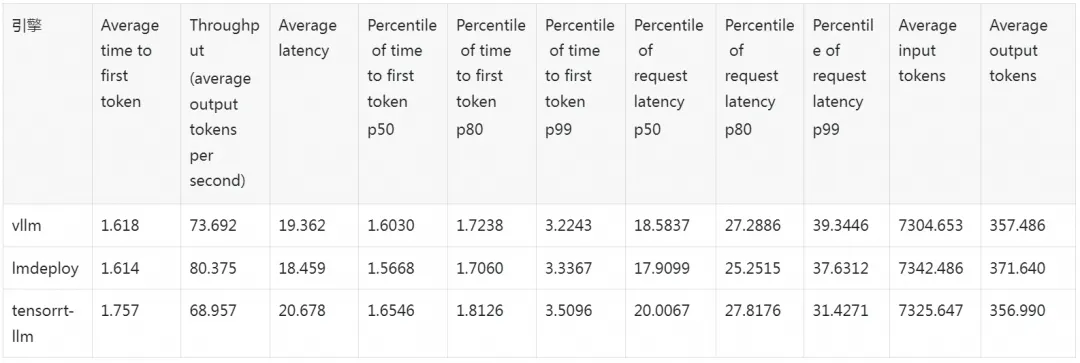 引擎 Average time to first token Throughput (average output tokens per second) Average latency Percentile of time to first token p50 Percentile of time to first token p80 Percentile of time to first token p99 Percentile of request latency p50 Percentile of request latency p80 Percentile of request latency p99 Average input tokens Average output tokens
vllm 1.618 73.692 19.362 1.6030 1.7238 3.2243 18.5837 27.2886 39.3446 7304.653 357.486
lmdeploy 1.614 80.375 18.459 1.5668 1.7060 3.3367 17.9099 25.2515 37.6312 7342.486 371.640
tensorrt-llm 1.757 68.957 20.678 1.6546 1.8126 3.5096 20.0067 27.8176 31.4271 7325.647 356.990